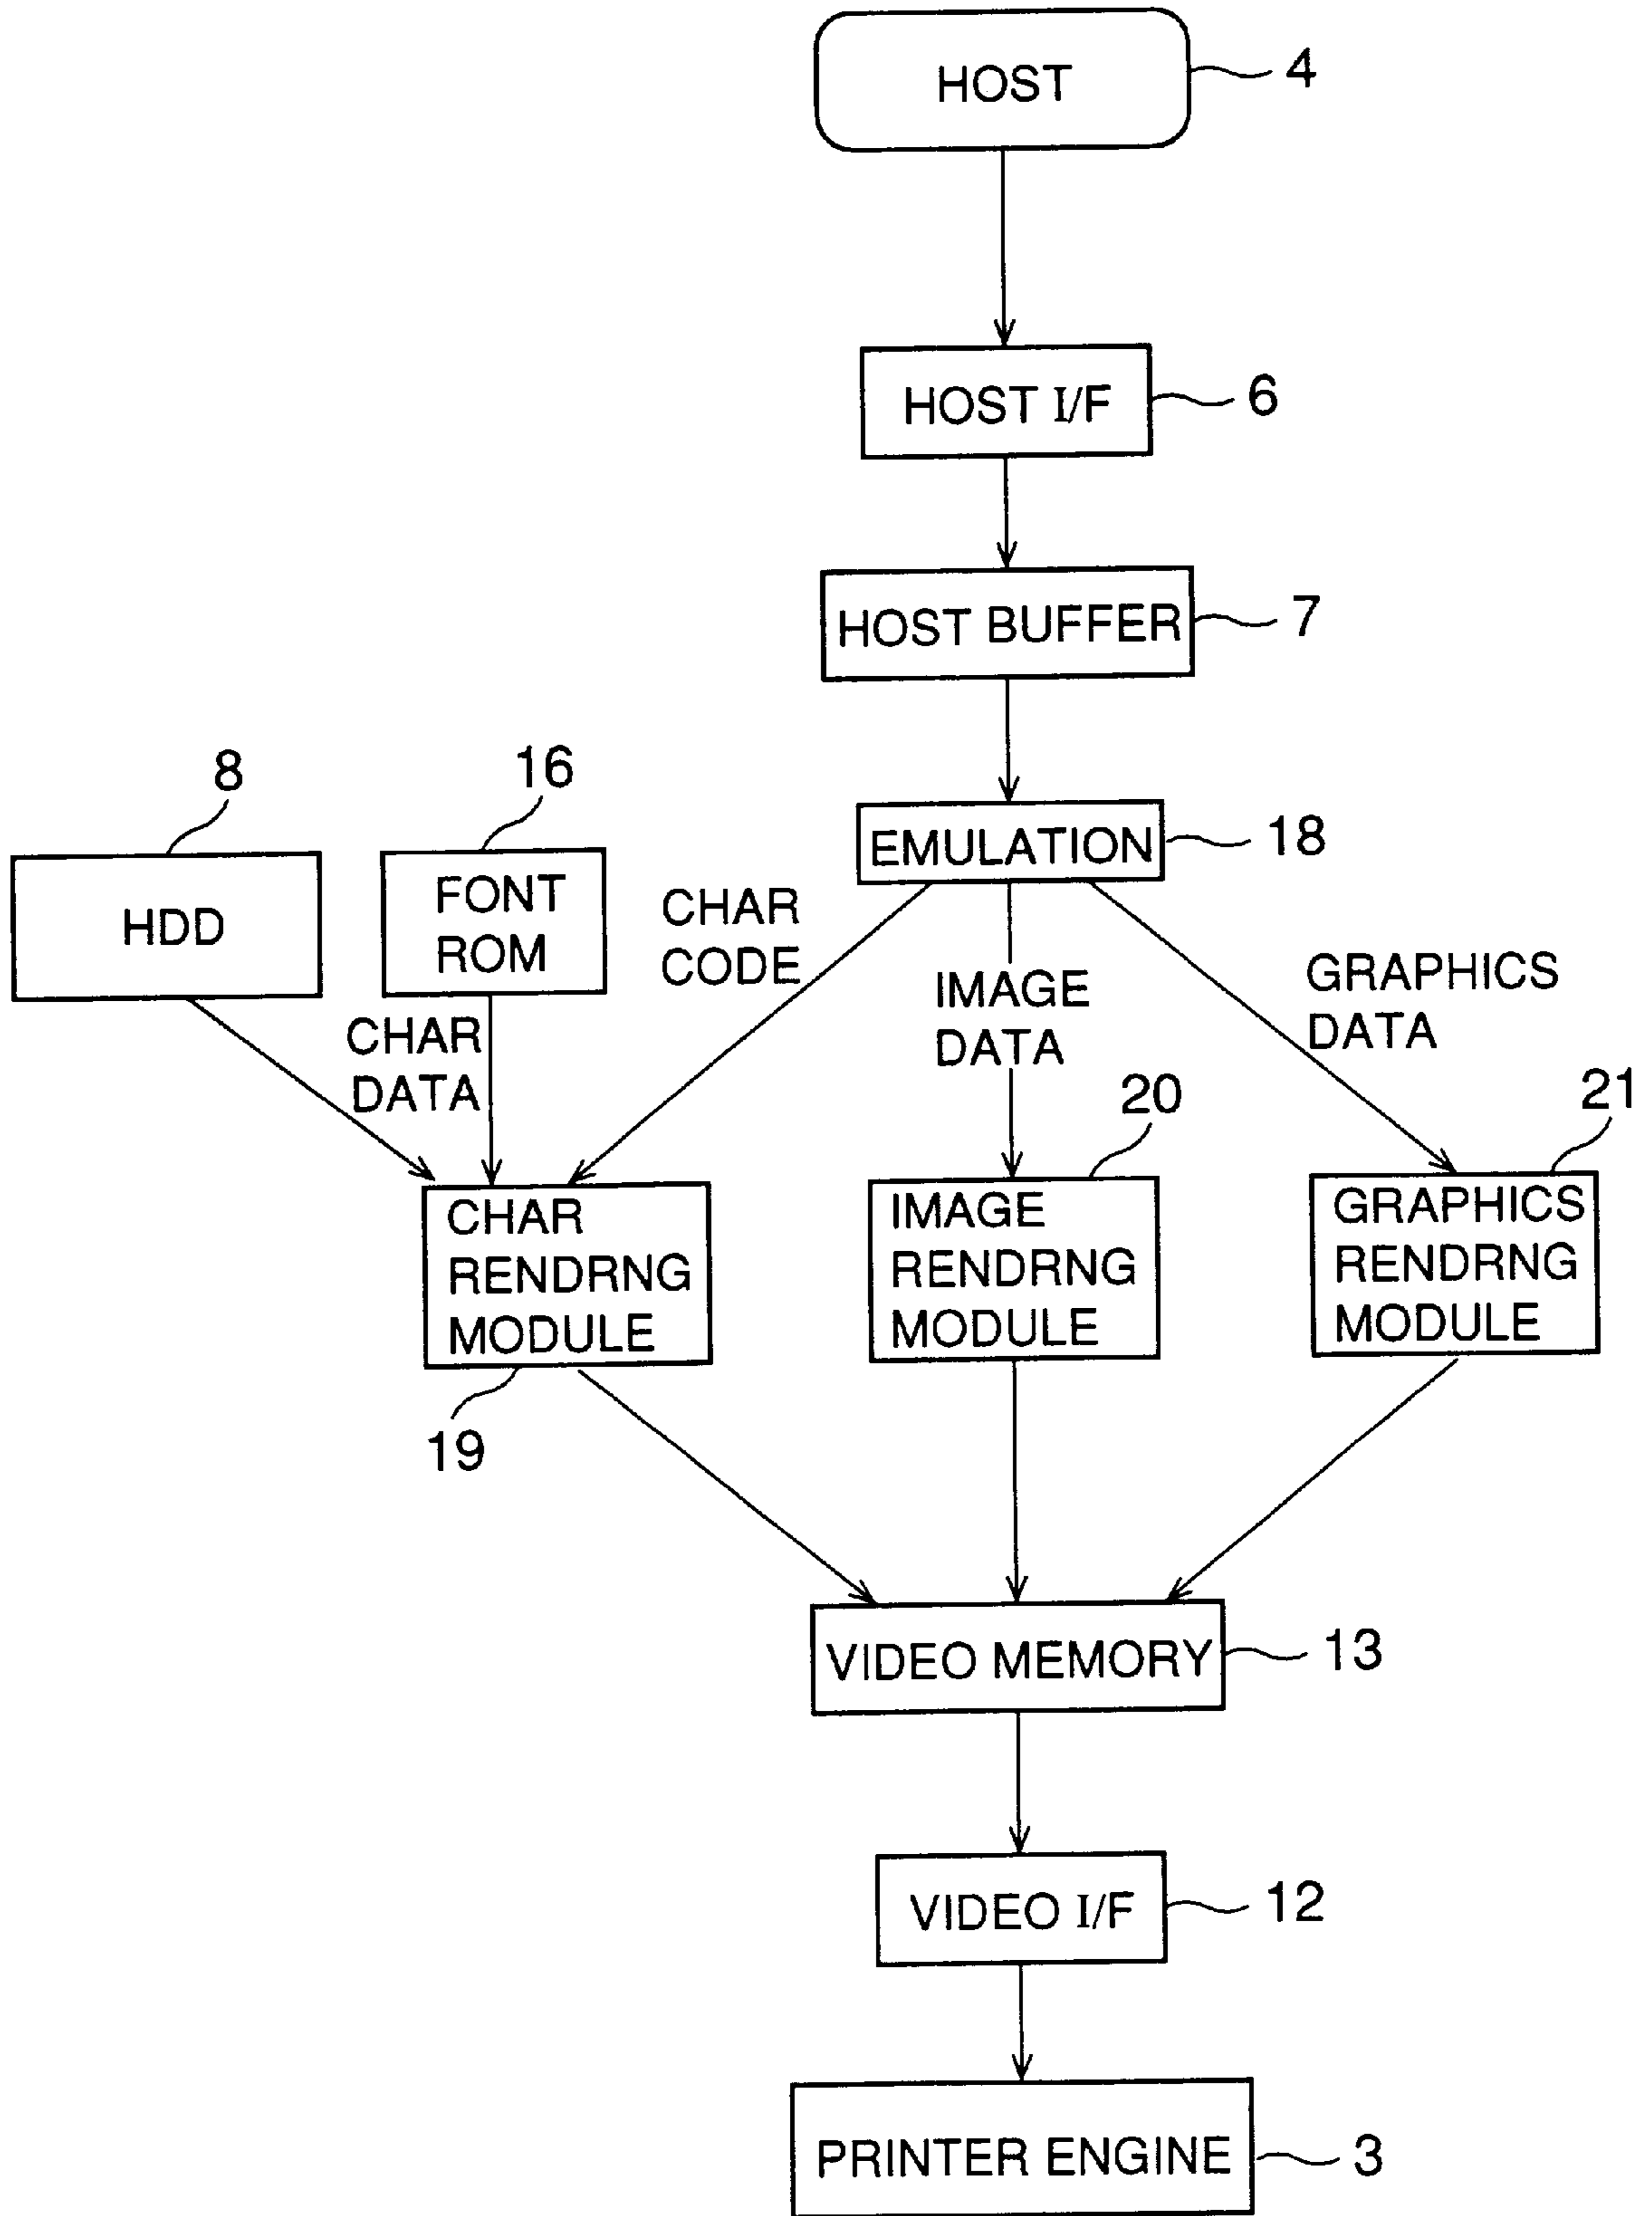 HOST
4
HOST I/F
6
HOST BUFFER
7
8
16
EMULATION
18
HDD
FONT
ROM
CHAR
CODE
IMAGE
DATA
GRAPHICS
DATA
CHAR
DATA
20
21
CHAR
RENDRNG
MODULE
IMAGE
RENDRNG
MODULE
GRAPHICS
RENDRNG
MODULE
19
VIDEO MEMORY
13
VIDEO I/F
12
PRINTER ENGINE
3